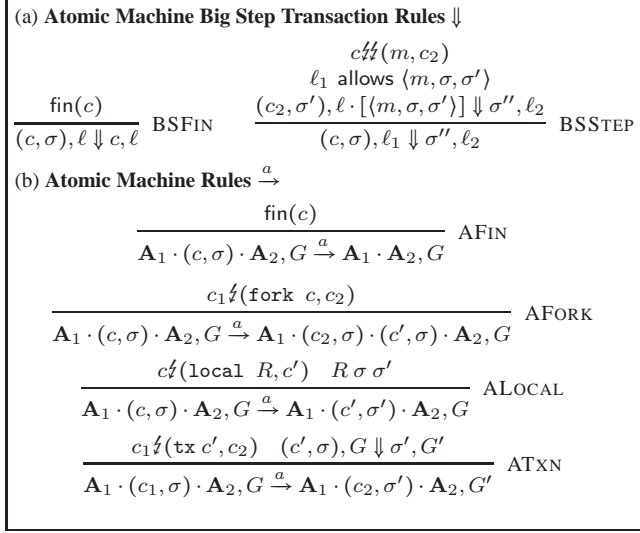 (a) Atomic Machine Big Step Transaction Rules ⇓
c↯↯(m, c₂)
ℓ₁ allows ⟨m, σ, σ′⟩
fin(c)
(c, σ), ℓ ⇓ c, ℓ BSFIN
(c₂, σ′), ℓ · [⟨m, σ, σ′⟩] ⇓ σ″, ℓ₂
(c, σ), ℓ₁ ⇓ σ″, ℓ₂ BSSTEP
(b) Atomic Machine Rules →ᵃ
fin(c)
A₁ · (c, σ) · A₂, G →ᵃ A₁ · A₂, G AFIN
c₁↯(fork c, c₂)
A₁ · (c, σ) · A₂, G →ᵃ A₁ · (c₂, σ) · (c′, σ) · A₂, G AFORK
c↯(local R, c′) R σ σ′
A₁ · (c, σ) · A₂, G →ᵃ A₁ · (c′, σ′) · A₂, G ALOCAL
c₁↯(tx c′, c₂) (c′, σ), G ⇓ σ′, G′
A₁ · (c₁, σ) · A₂, G →ᵃ A₁ · (c₂, σ′) · A₂, G′ ATXN